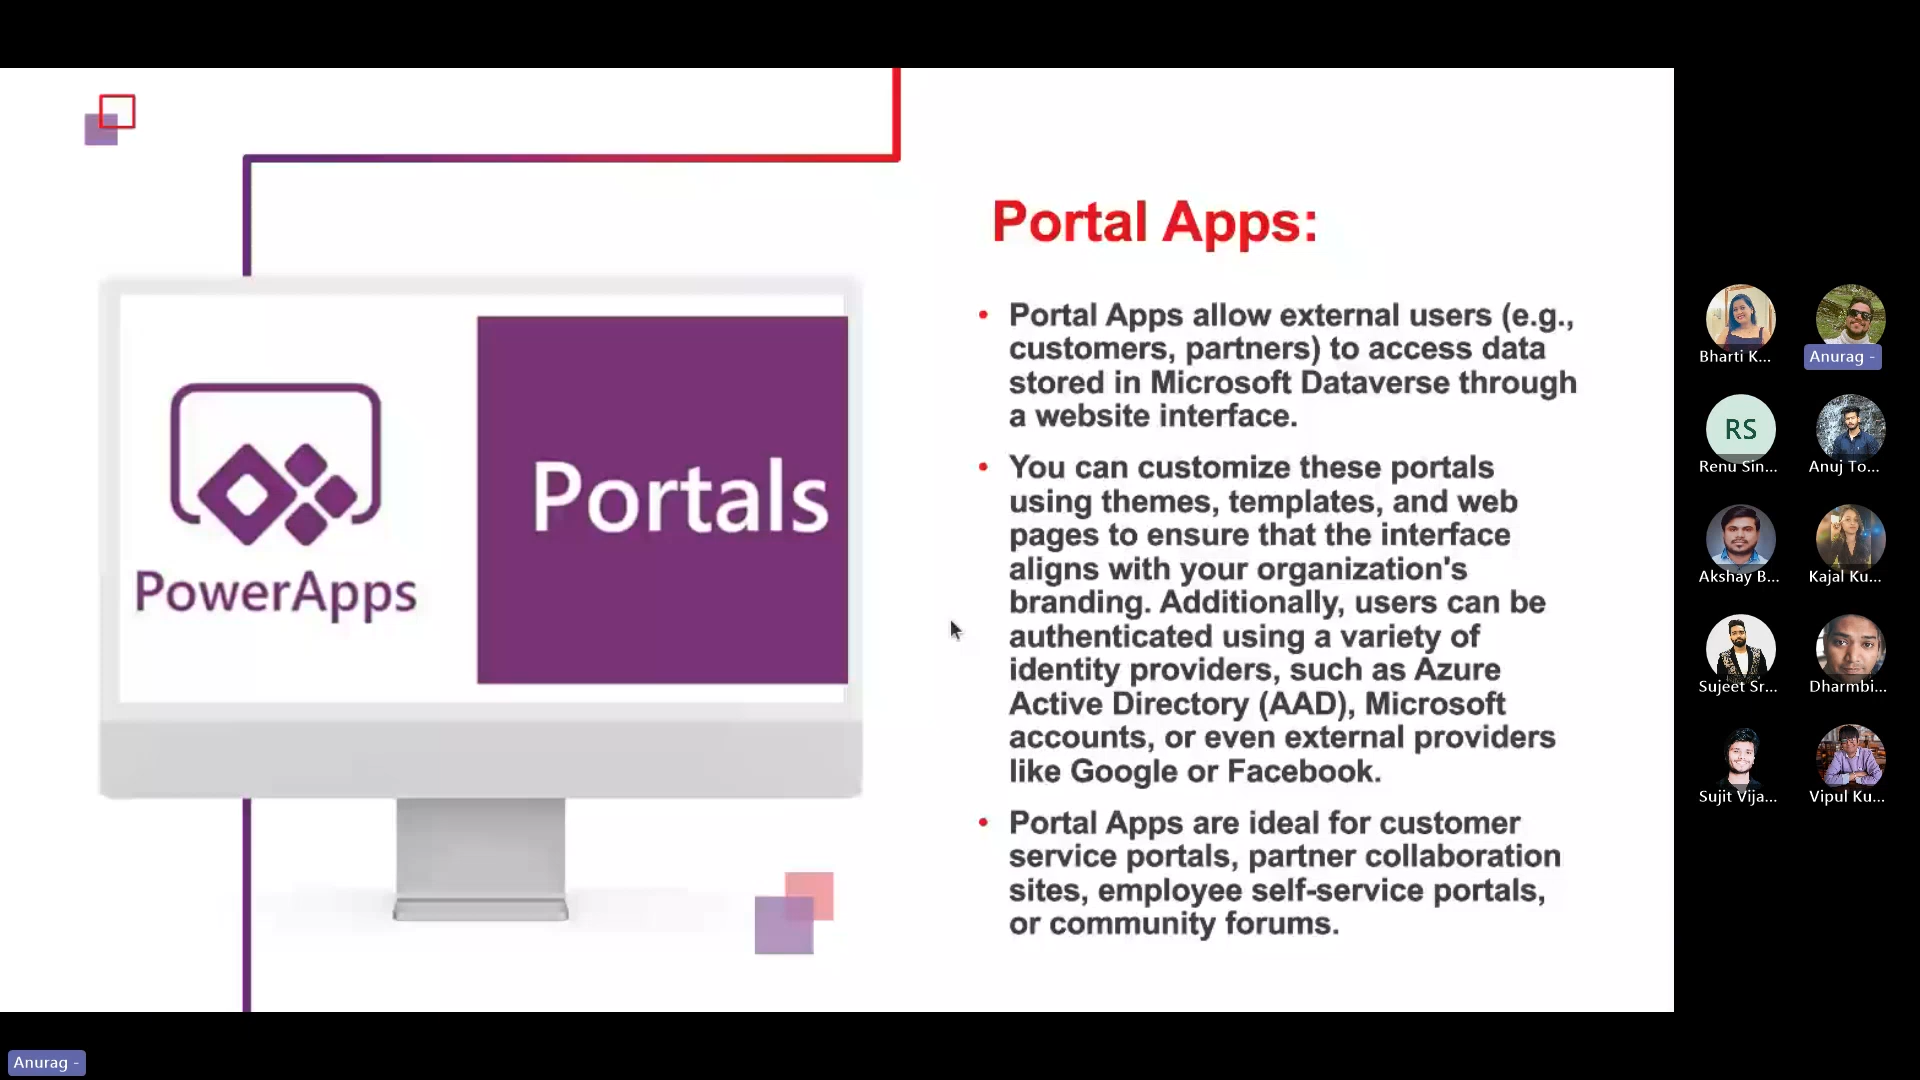 Portal Apps:
Portal Apps allow external users (e.g.,
customers, partners) to access data
stored in Microsoft Dataverse through
a website interface.
You can customize these portals
using themes, templates, and web
pages to ensure that the interface
aligns with your organization's
branding. Additionally, users can be
authenticated using a variety of
identity providers, such as Azure
Active Directory (AAD), Microsoft
accounts, or even external providers
like Google or Facebook.
Portal Apps are ideal for customer
service portals, partner collaboration
sites, employee self-service portals,
or community forums.
PowerApps
Portals
Bharti K...
Anurag -
RS
Renu Sin...
Anuj To...
Akshay B...
Kajal Ku...
Sujeet Sr...
Dharmbi...
Sujit Vija...
Vipul Ku...
Anurag -